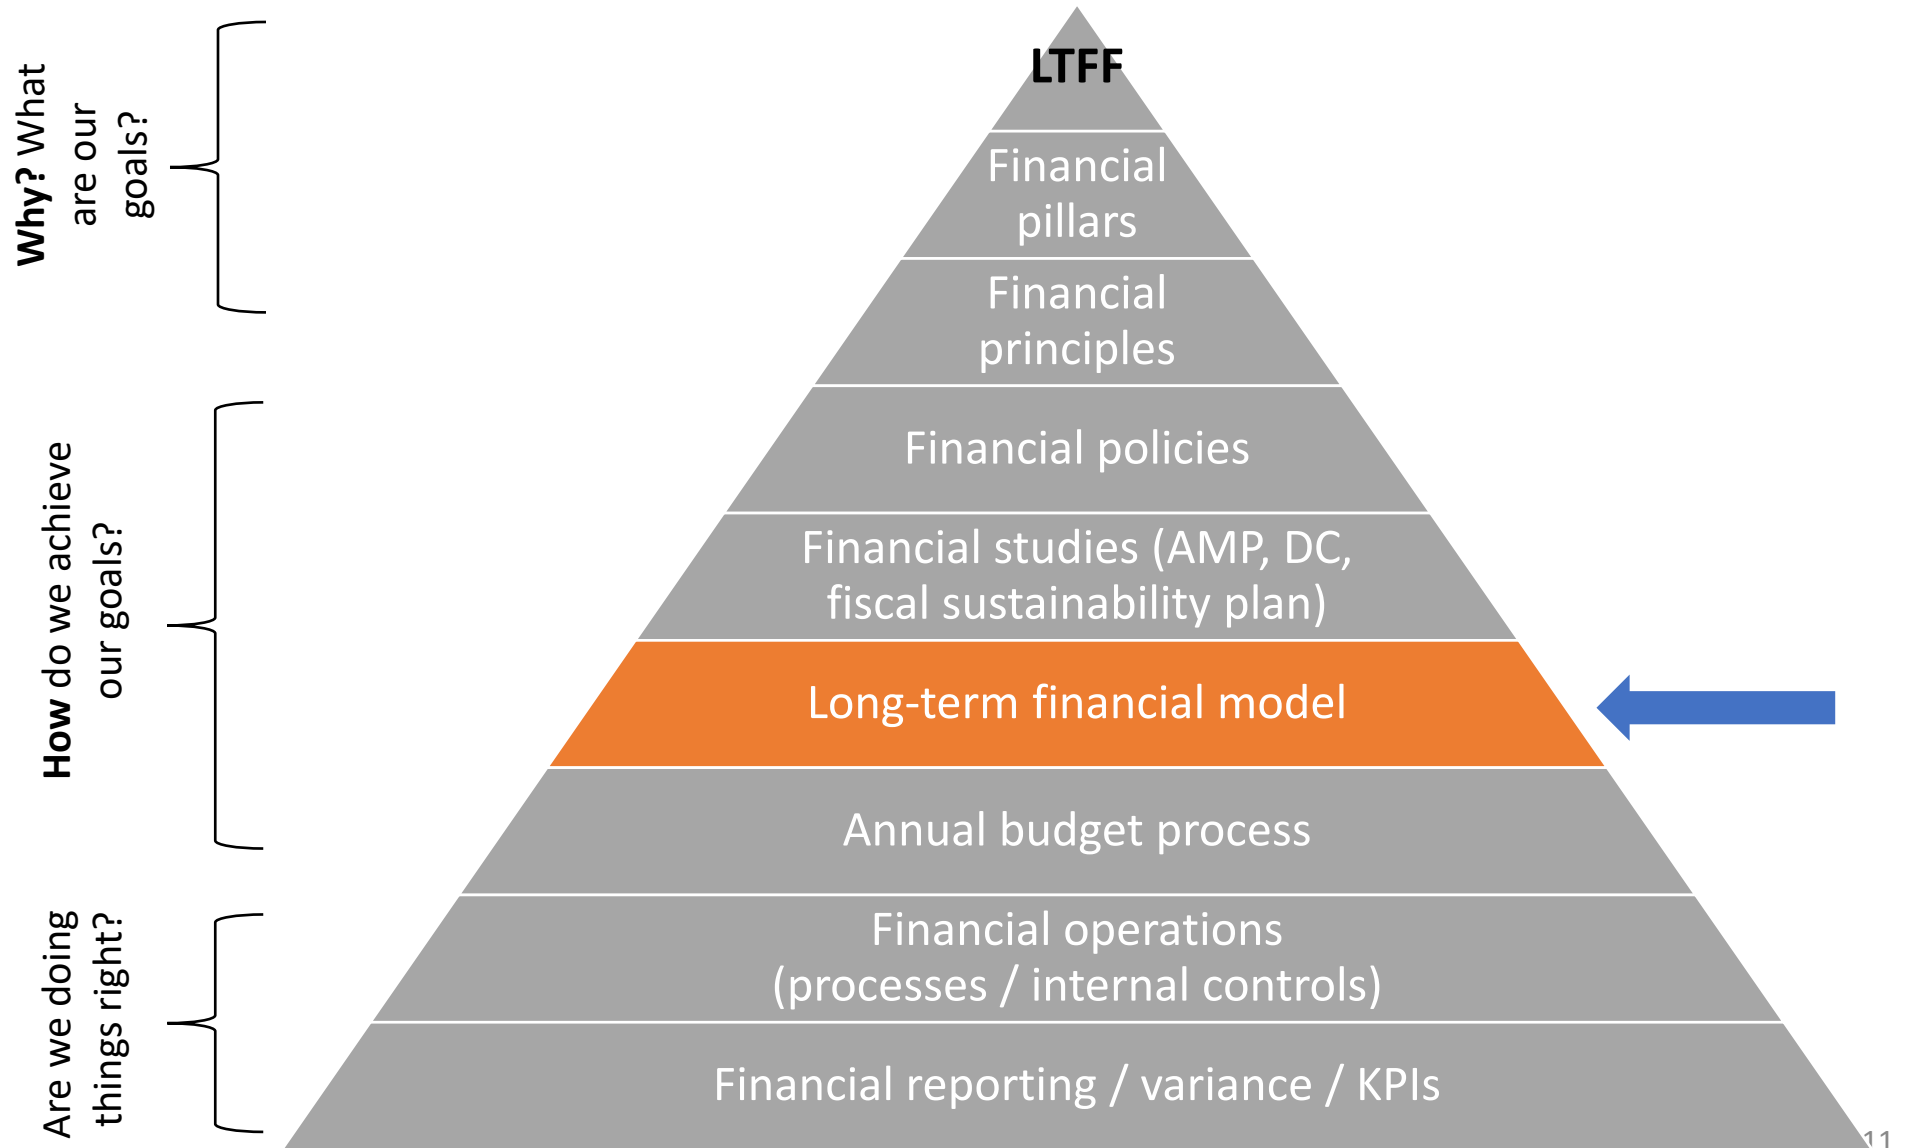 Why? What
are our
goals?
How do we achieve
our goals?
Are we doing
things right?
LTFF
Financial
pillars
Financial
principles
Financial policies
Financial studies (AMP, DC,
fiscal sustainability plan)
Long-term financial model
Annual budget process
Financial operations
(processes / internal controls)
Financial reporting / variance / KPIs
11